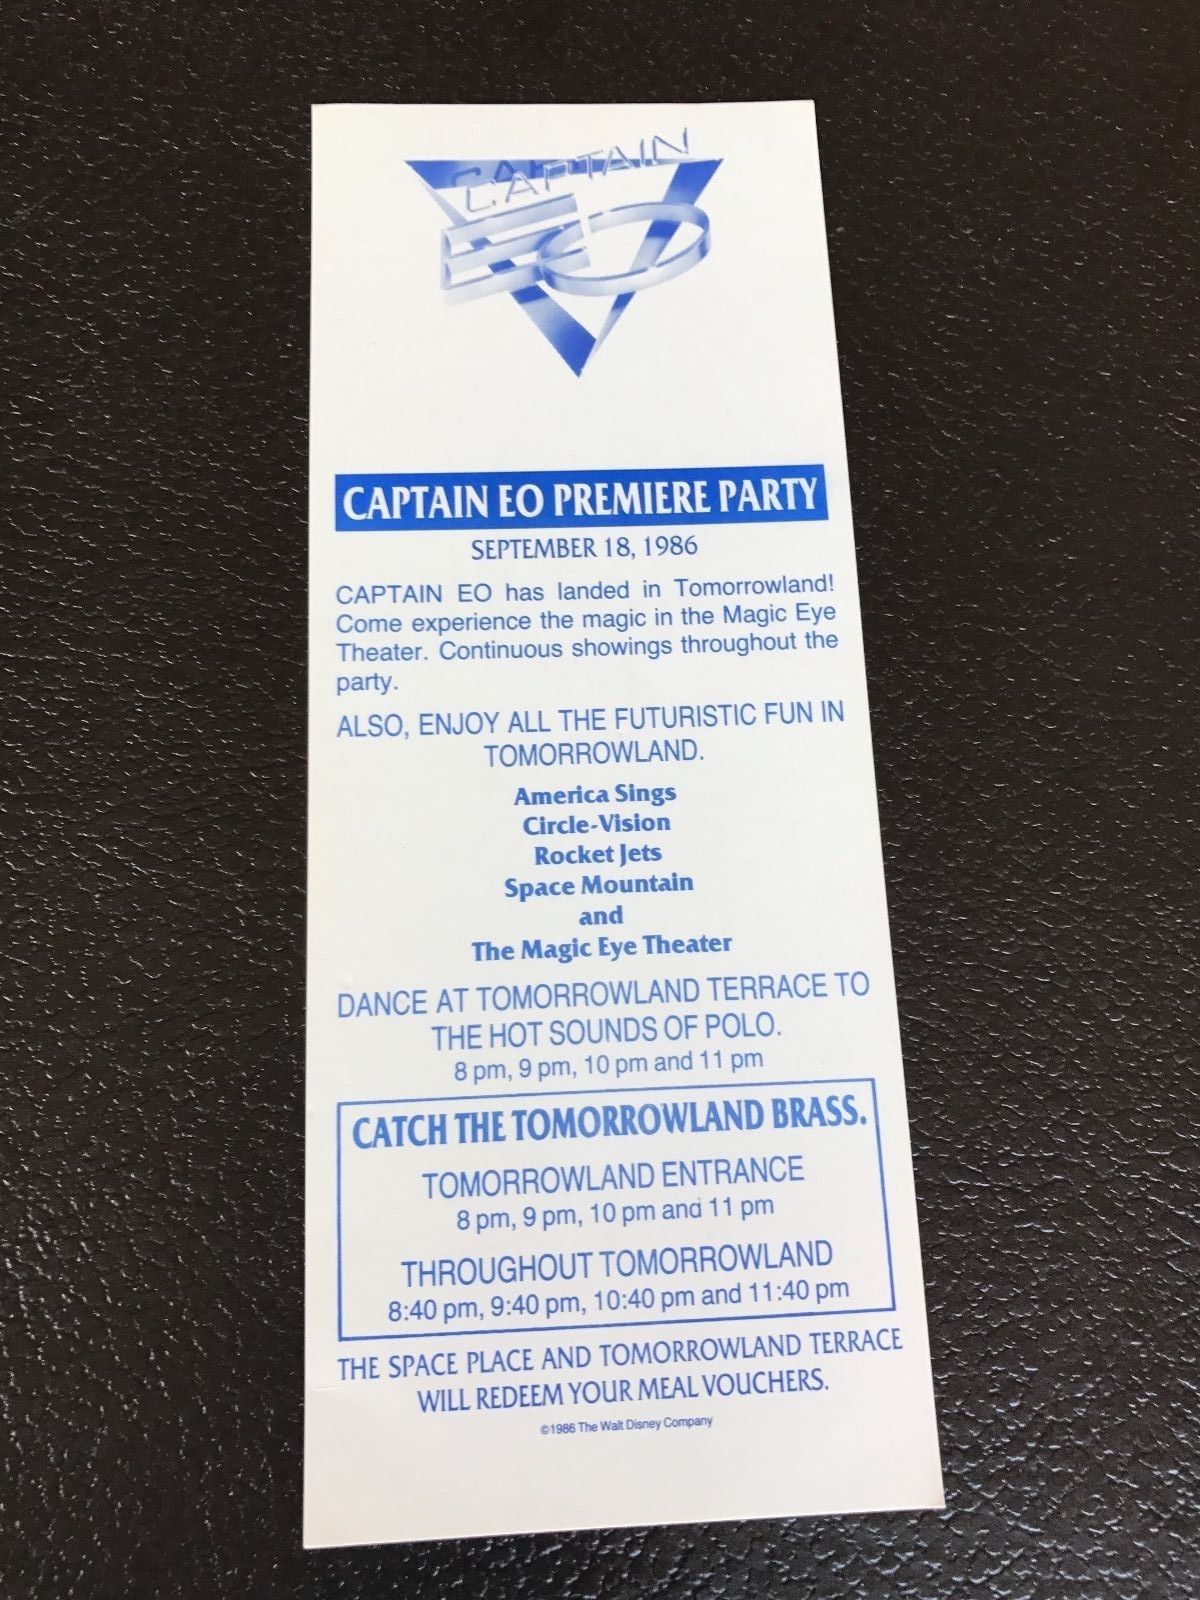 CAPTAIN
EO
CAPTAIN EO PREMIERE PARTY
SEPTEMBER 18, 1986
CAPTAIN EO has landed in Tomorrowland!
Come experience the magic in the Magic Eye
Theater. Continuous showings throughout the
party.
ALSO, ENJOY ALL THE FUTURISTIC FUN IN
TOMORROWLAND.
America Sings
Circle-Vision
Rocket Jets
Space Mountain
and
The Magic Eye Theater
DANCE AT TOMORROWLAND TERRACE TO
THE HOT SOUNDS OF POLO.
8 pm, 9 pm, 10 pm and 11 pm
CATCH THE TOMORROWLAND BRASS.
TOMORROWLAND ENTRANCE
8 pm, 9 pm, 10 pm and 11 pm
THROUGHOUT TOMORROWLAND
8:40 pm, 9:40 pm, 10:40 pm and 11:40 pm
THE SPACE PLACE AND TOMORROWLAND TERRACE
WILL REDEEM YOUR MEAL VOUCHERS.
©1986 The Walt Disney Company